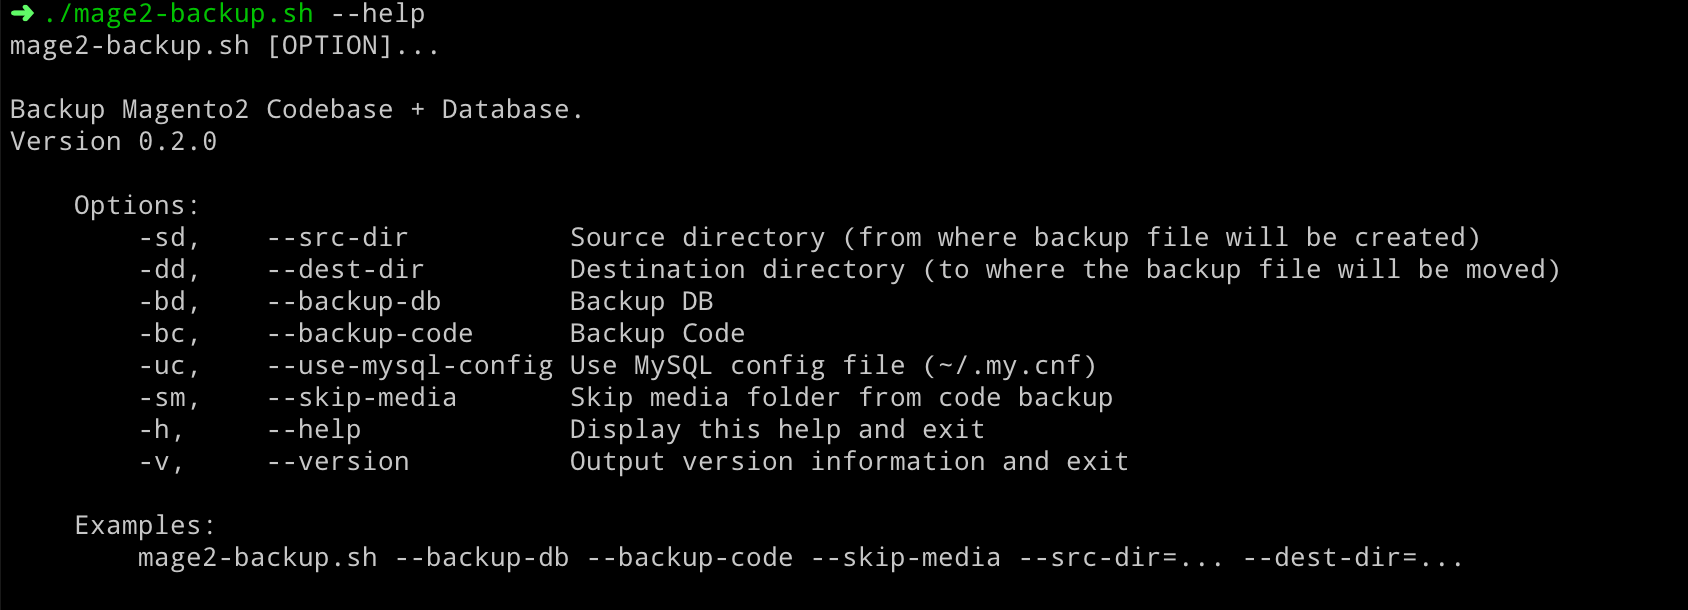 ➜ ./mage2-backup.sh --help
mage2-backup.sh [OPTION]...

Backup Magento2 Codebase + Database.
Version 0.2.0

    Options:
        -sd,    --src-dir          Source directory (from where backup file will be created)
        -dd,    --dest-dir         Destination directory (to where the backup file will be moved)
        -bd,    --backup-db        Backup DB
        -bc,    --backup-code      Backup Code
        -uc,    --use-mysql-config Use MySQL config file (~/.my.cnf)
        -sm,    --skip-media       Skip media folder from code backup
        -h,     --help             Display this help and exit
        -v,     --version          Output version information and exit

    Examples:
        mage2-backup.sh --backup-db --backup-code --skip-media --src-dir=... --dest-dir=...